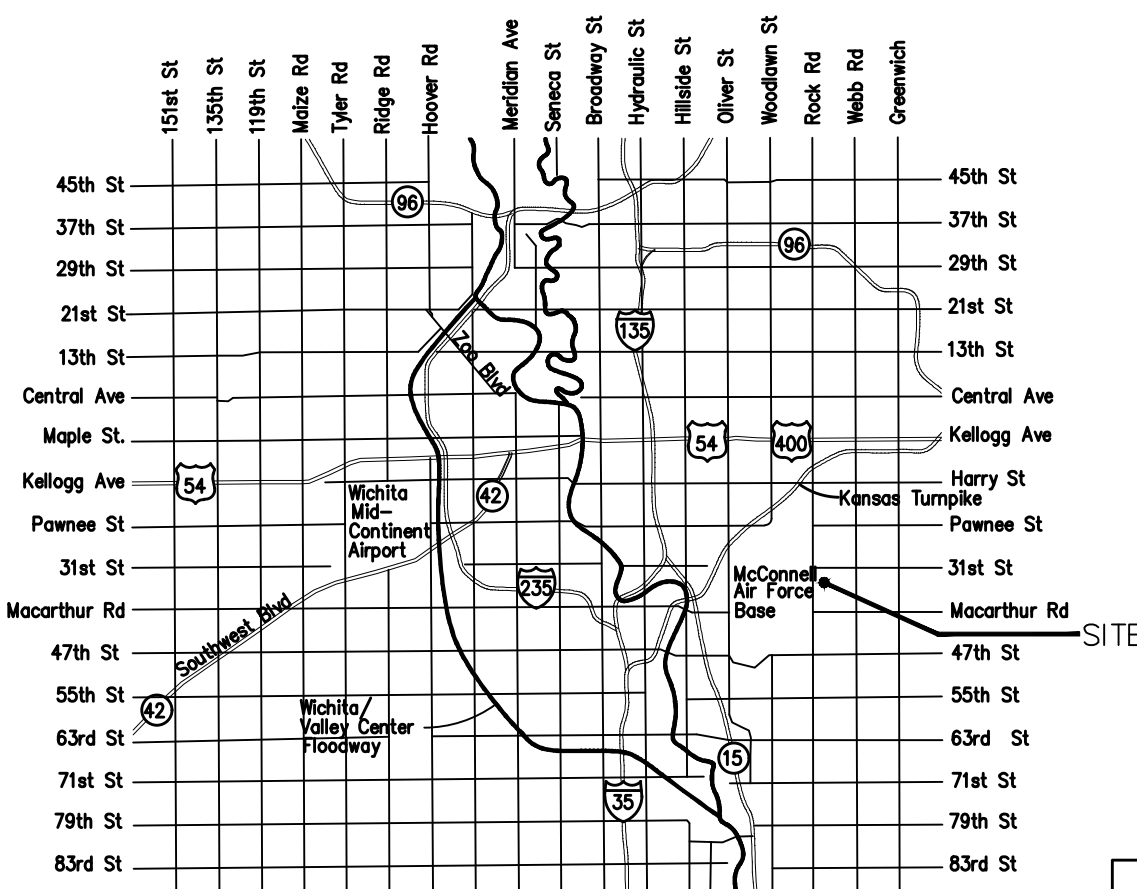 151st St
135th St
119th St
Maize Rd
Tyler Rd
Ridge Rd
Hoover Rd
Meridian Ave
Seneca St
Broadway St
Hydraulic St
Hillside St
Oliver St
Woodlawn St
Rock Rd
Webb Rd
Greenwich
45th St
37th St
29th St
21st St
13th St
Central Ave
Maple St.
Kellogg Ave
Pawnee St
31st St
Macarthur Rd
47th St
55th St
63rd St
71st St
79th St
83rd St
45th St
37th St
29th St
21st St
13th St
Central Ave
Kellogg Ave
Harry St
Pawnee St
31st St
Macarthur Rd
47th St
55th St
63rd St
71st St
79th St
83rd St
96
96
135
Zoo Blvd
54
400
54
42
Kansas Turnpike
Wichita
Mid-
Continent
Airport
235
McConnell
Air Force
Base
SITE
Southwest Blvd
42
Wichita/
Valley Center
Floodway
15
35